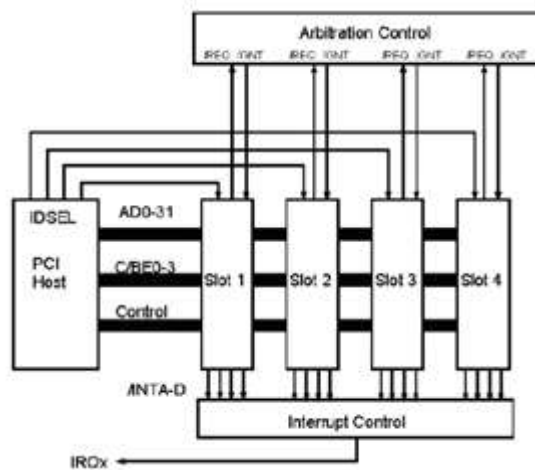 Arbitration Control
/REQ /GNT /REQ /GNT /REQ /GNT /REQ /GNT
IDSEL
AD0-31
PCI
Host
C/BE0-3
Slot 1
Slot 2
Slot 3
Slot 4
Control
/INTA-D
Interrupt Control
IRQx